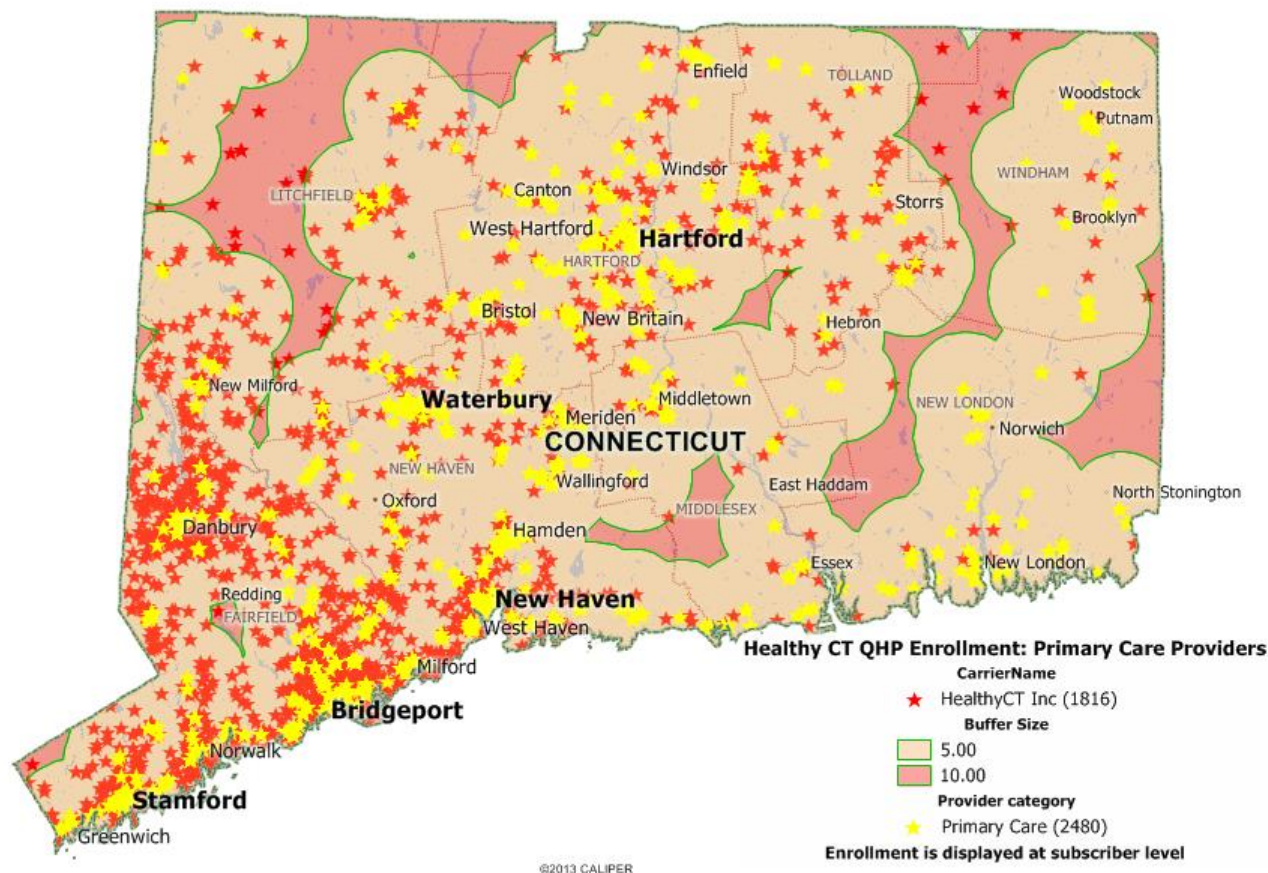 Enfield
TOLLAND
Woodstock
Putnam
Windsor
WINDHAM
LITCHFIELD
Canton
Storrs
Brooklyn
West Hartford
Hartford
HARTFORD
Bristol
New Britain
Hebron
New Milford
Waterbury
Middletown
NEW LONDON
Meriden
Norwich
CONNECTICUT
NEW HAVEN
Wallingford
East Haddam
North Stonington
Oxford
MIDDLESEX
Danbury
Hamden
Essex
New London
Redding
New Haven
FAIRFIELD
West Haven
Milford
Bridgeport
Norwalk
Stamford
Greenwich
Healthy CT QHP Enrollment: Primary Care Providers
CarrierName
HealthyCT Inc (1816)
Buffer Size
5.00
10.00
Provider category
Primary Care (2480)
Enrollment is displayed at subscriber level
©2013 CALIPER